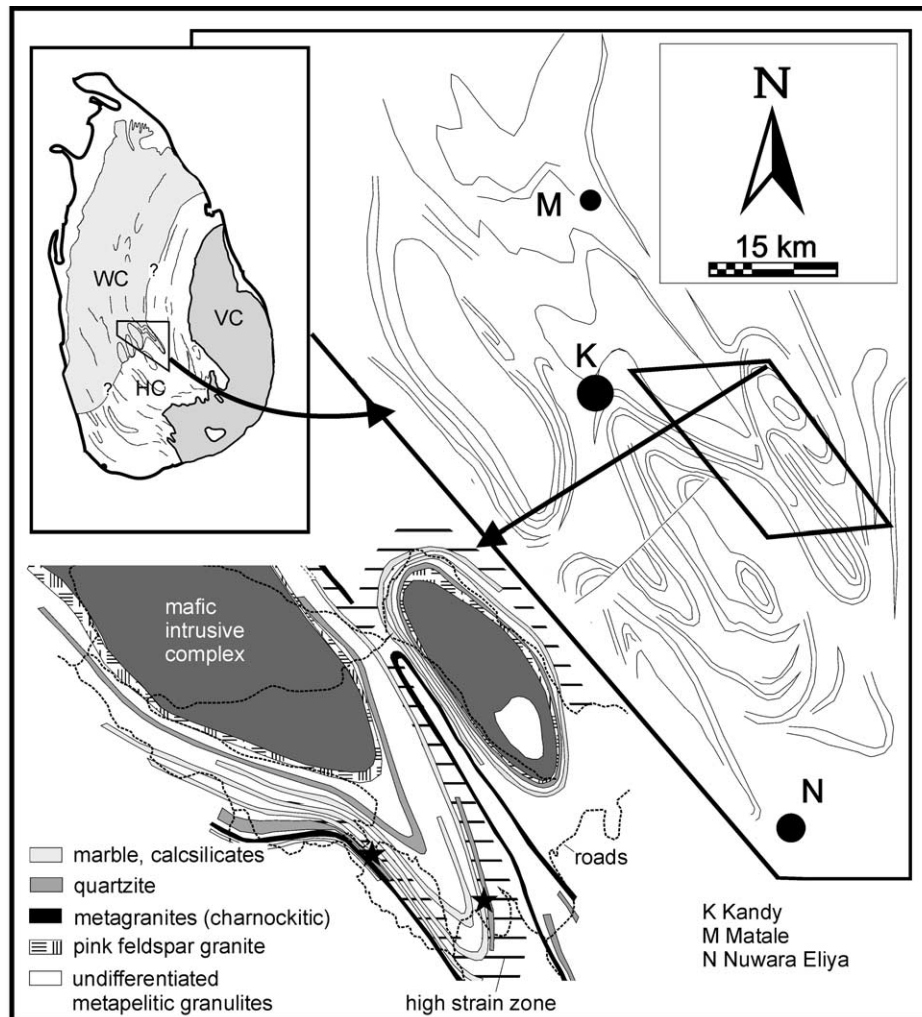 N
15 km
M
K
N
WC
?
VC
?
HC
mafic
intrusive
complex
marble, calcsilicates
quartzite
metagranites (charnockitic)
pink feldspar granite
undifferentiated
metapelitic granulites
roads
high strain zone
K Kandy
M Matale
N Nuwara Eliya